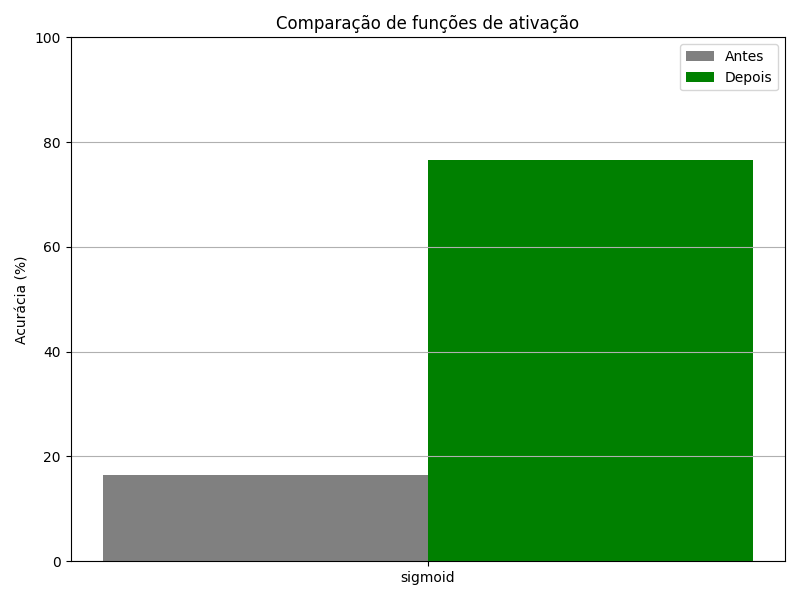 Comparação de funções de ativação
Antes
Depois
Acurácia (%)
100
80
60
40
20
0
sigmoid